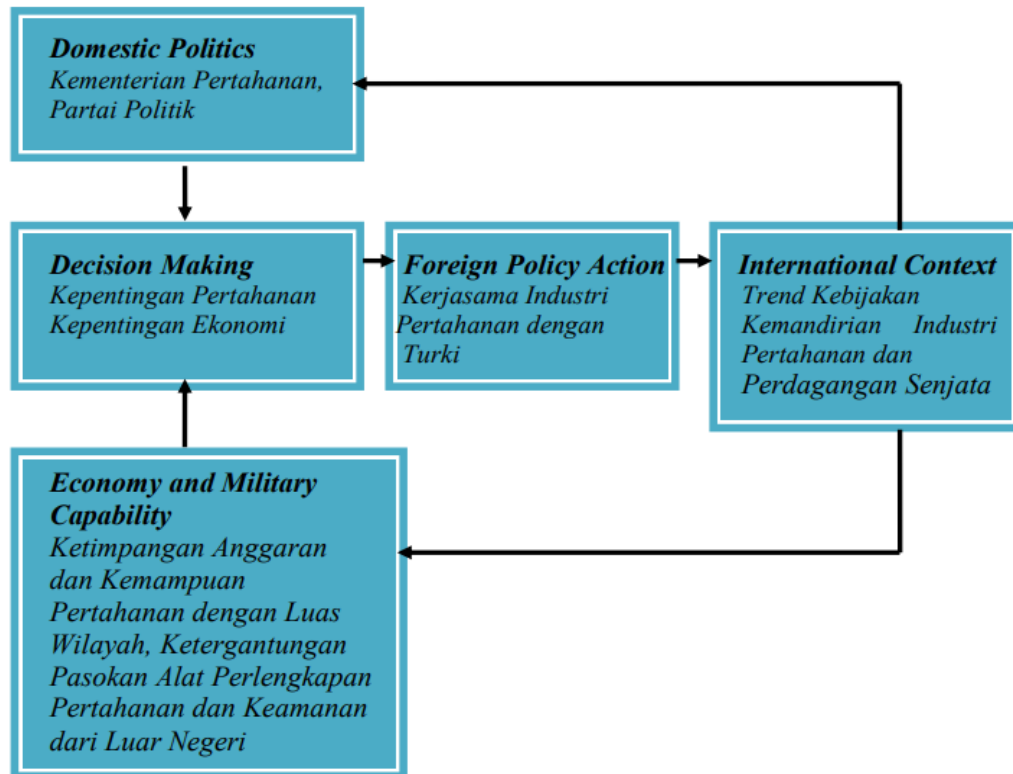 Domestic Politics
Kementerian Pertahanan,
Partai Politik
Decision Making
Kepentingan Pertahanan
Kepentingan Ekonomi
Foreign Policy Action
Kerjasama Industri
Pertahanan dengan
Turki
International Context
Trend Kebijakan
Kemandirian Industri
Pertahanan dan
Perdagangan Senjata
Economy and Military
Capability
Ketimpangan Anggaran
dan Kemampuan
Pertahanan dengan Luas
Wilayah, Ketergantungan
Pasokan Alat Perlengkapan
Pertahanan dan Keamanan
dari Luar Negeri